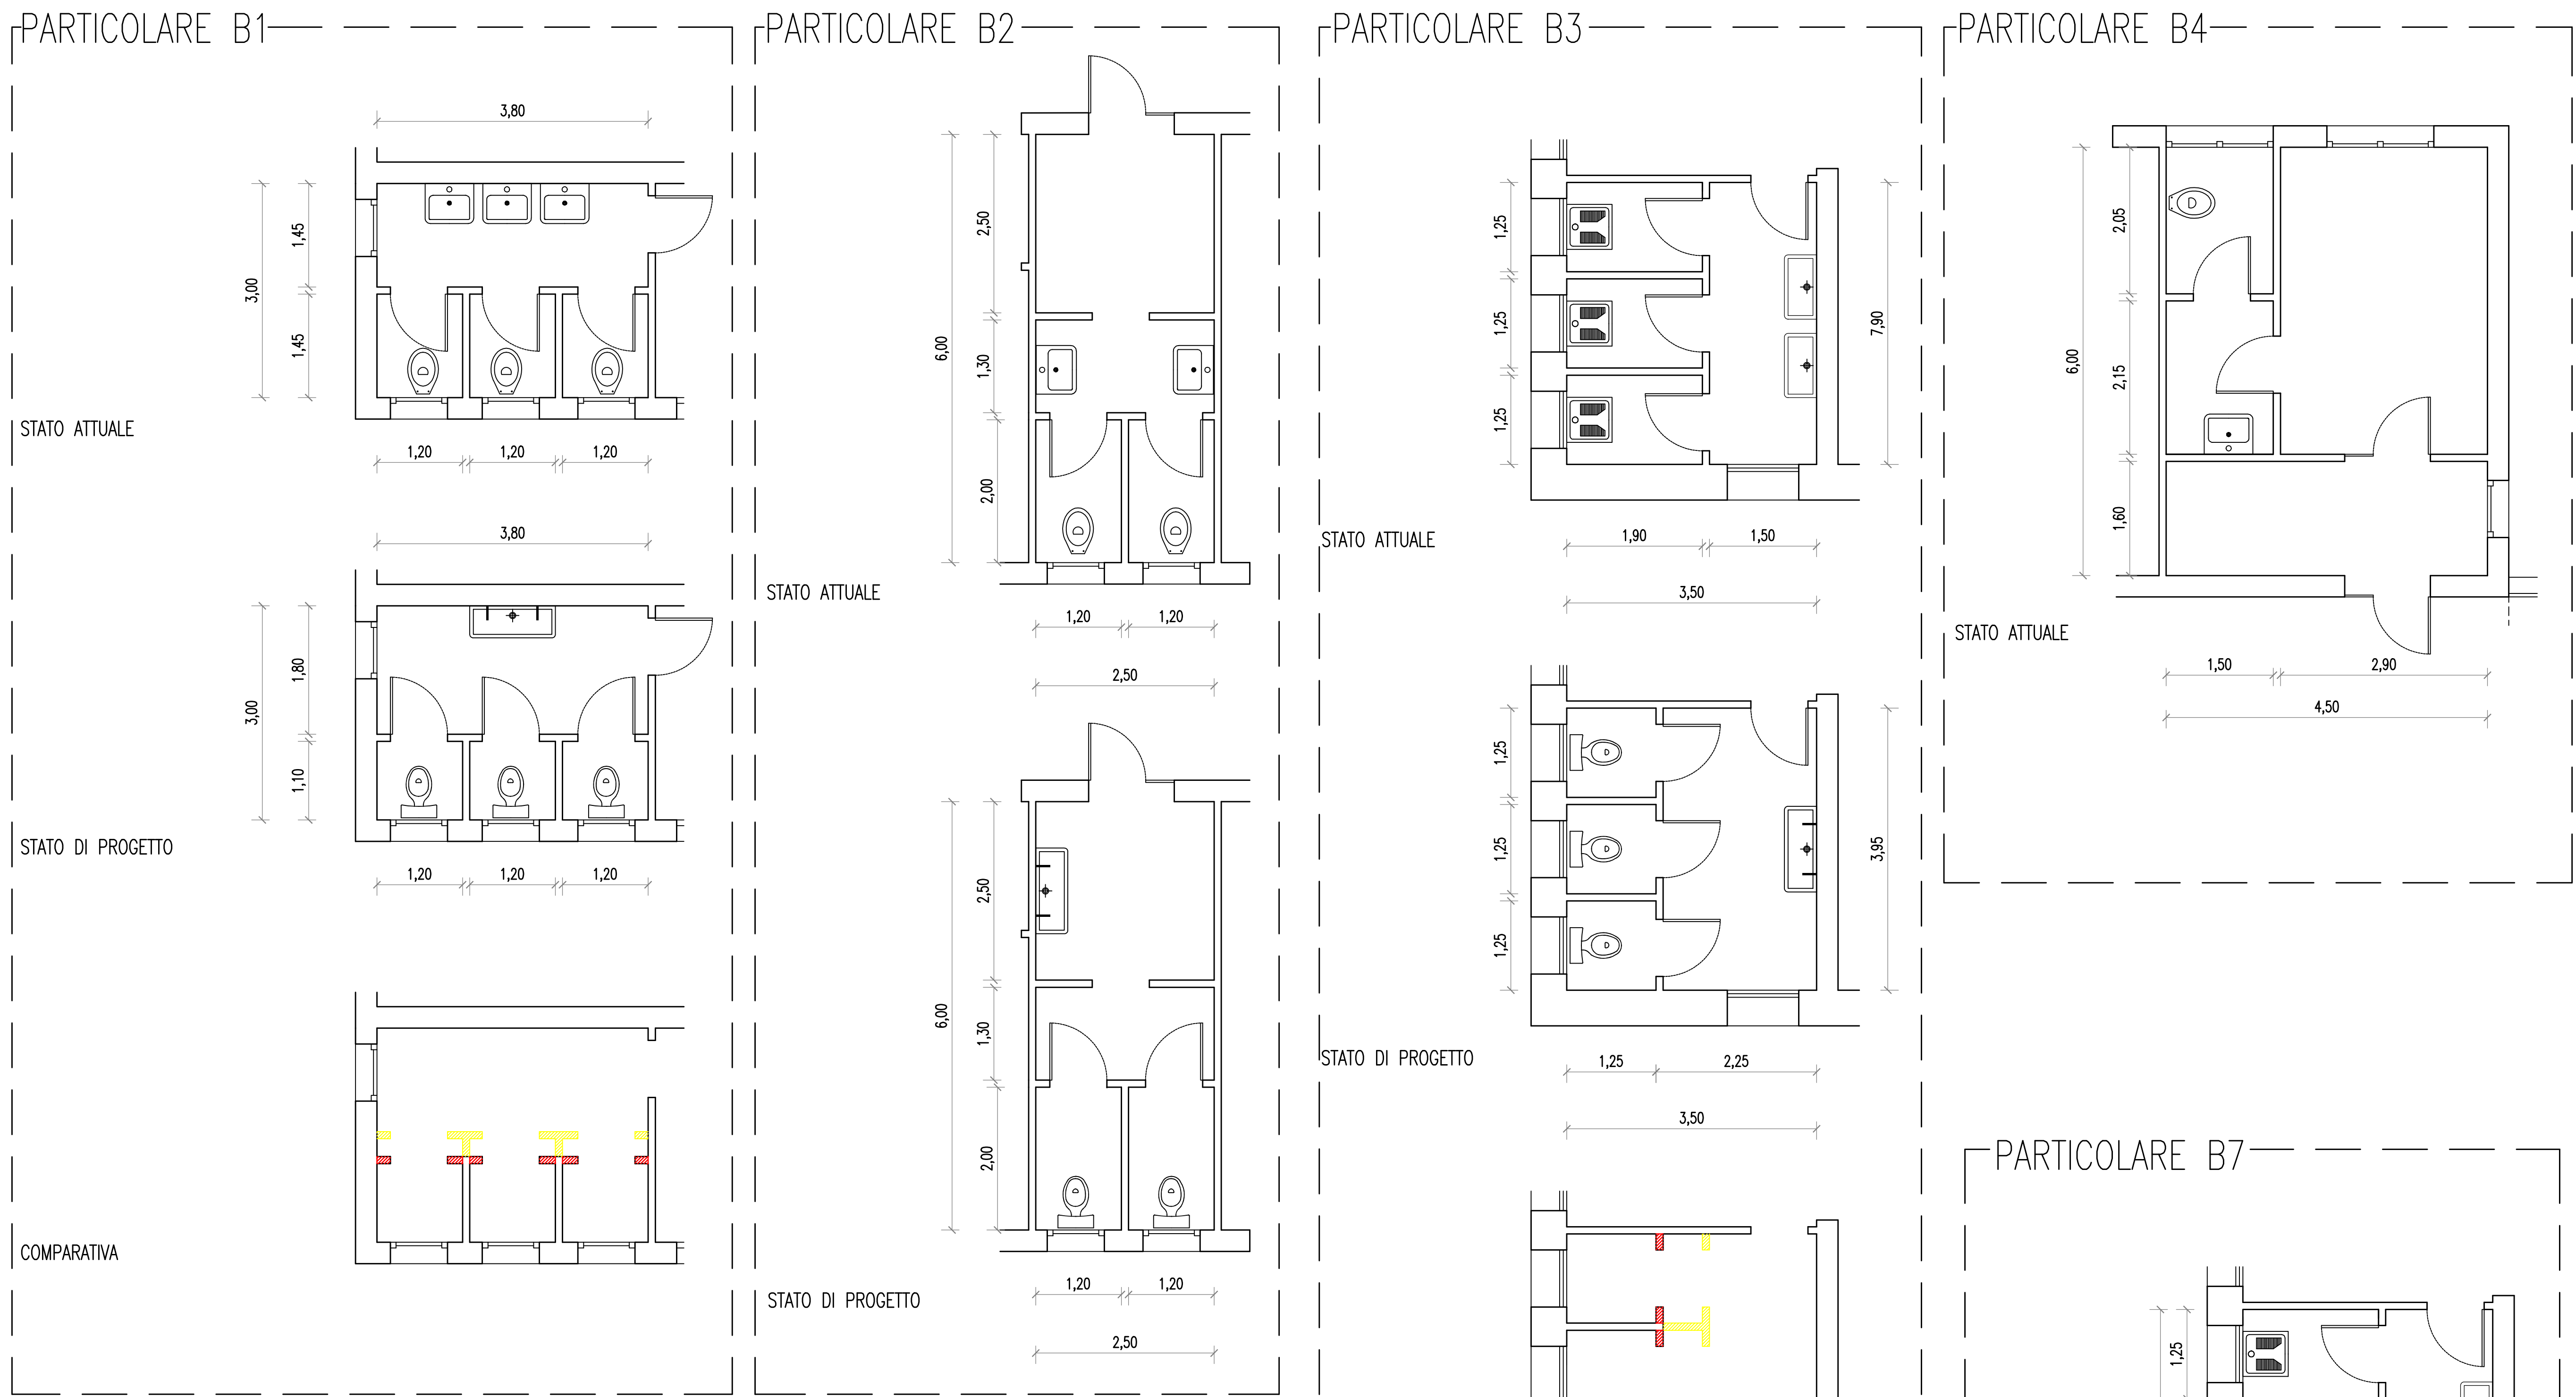 PARTICOLARE B1
3,80
3,00
1,45
1,45
STATO ATTUALE
1,20 1,20 1,20
3,80
3,00
1,80
1,10
STATO DI PROGETTO
1,20 1,20 1,20
COMPARATIVA
PARTICOLARE B2
6,00
2,50
1,30
2,00
STATO ATTUALE
1,20 1,20
2,50
6,00
2,50
1,30
2,00
STATO DI PROGETTO
1,20 1,20
2,50
PARTICOLARE B3
1,25
1,25
1,25
7,90
STATO ATTUALE
1,90 1,50
3,50
1,25
1,25
1,25
3,95
STATO DI PROGETTO
1,25 2,25
3,50
PARTICOLARE B4
6,00
2,05
2,15
1,60
STATO ATTUALE
1,50 2,90
4,50
PARTICOLARE B7
1,25